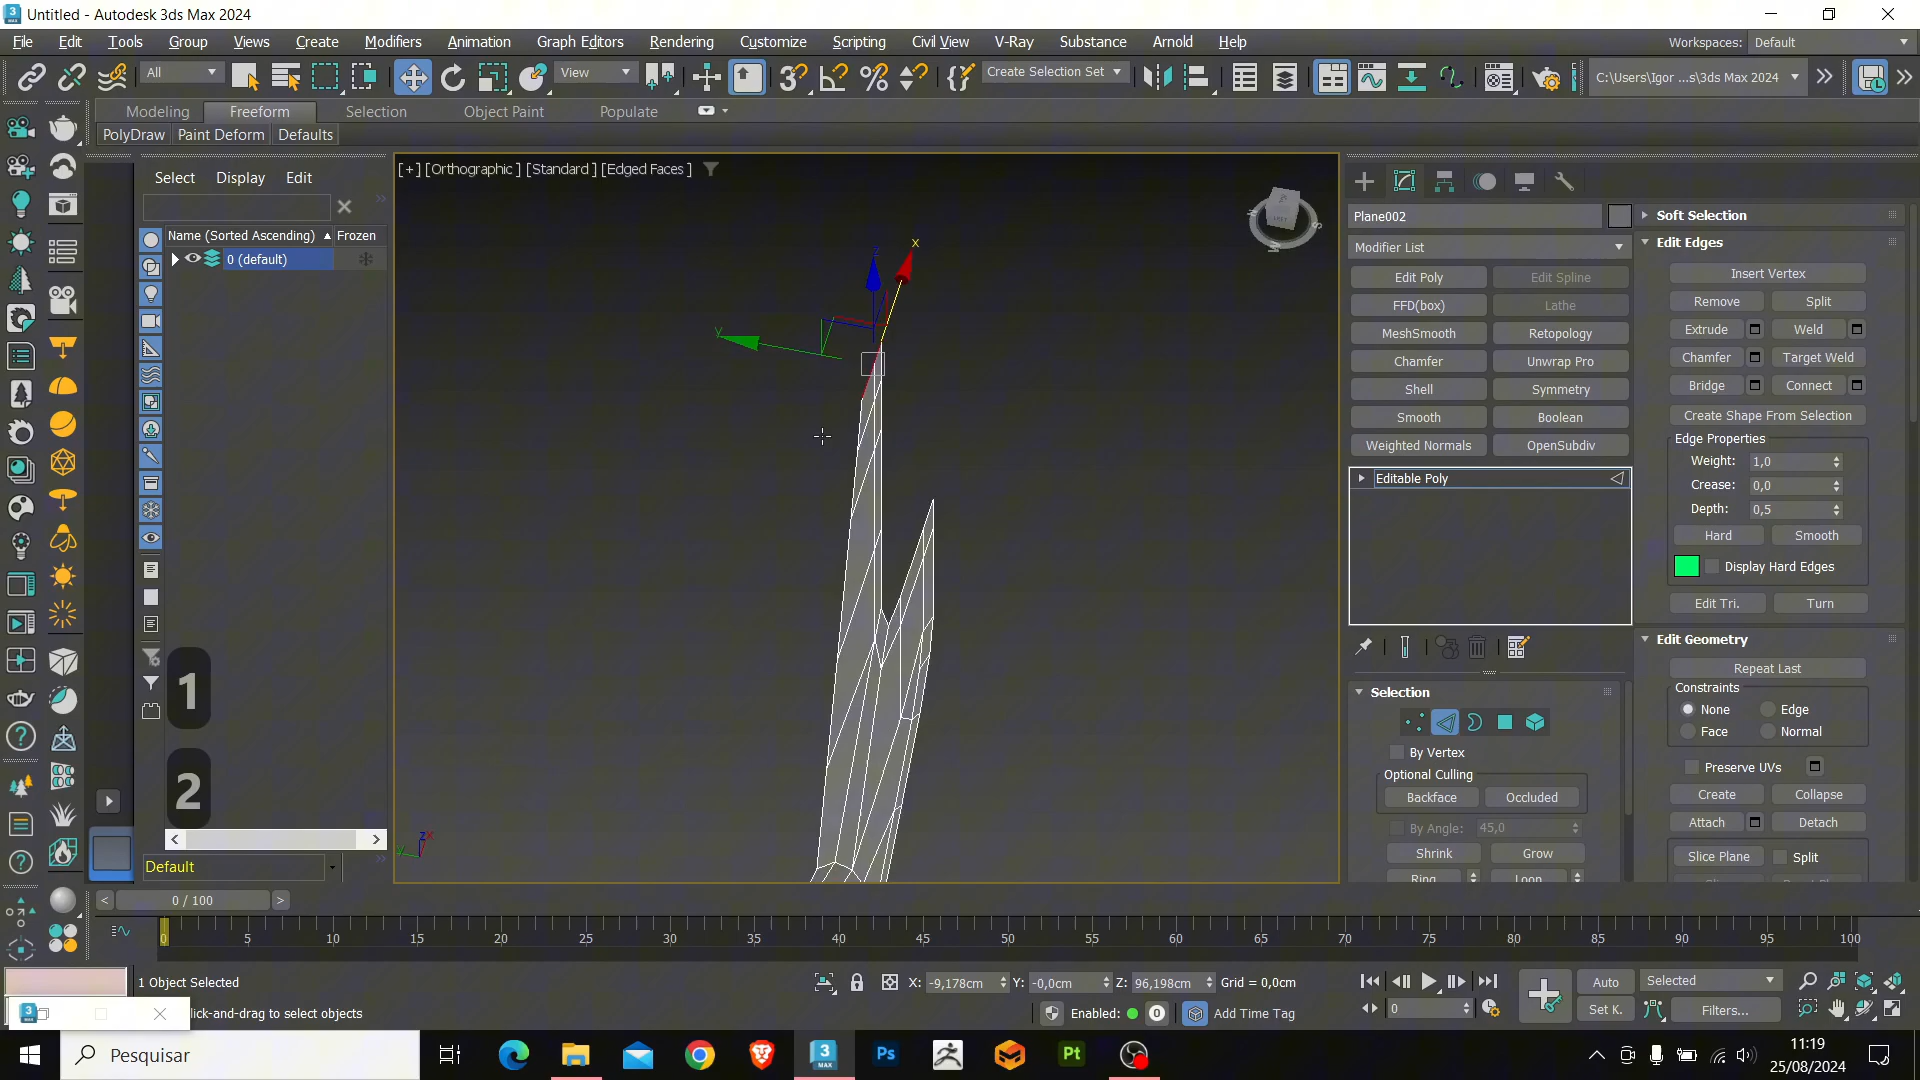 Untitled - Autodesk 3ds Max 2024
File Edit Tools Group Views Create Modifiers Animation Graph Editors Rendering Customize Scripting Civil View V-Ray Substance Arnold Help
Workspaces: Default
All
View
Create Selection Set
C:\Users\Igor ...s\3ds Max 2024
Modeling Freeform Selection Object Paint Populate
PolyDraw Paint Deform Defaults
Select Display Edit
Name (Sorted Ascending) Frozen
0 (default)
[+] [Orthographic ] [Standard ] [Edged Faces ]
x
z
y
Plane002
Modifier List
Edit Poly Edit Spline
FFD(box) Lathe
MeshSmooth Retopology
Chamfer Unwrap Pro
Shell Symmetry
Smooth Boolean
Weighted Normals OpenSubdiv
Editable Poly
Selection
By Vertex
Optional Culling
Backface Occluded
By Angle: 45,0
Shrink Grow
Ring Loop
Soft Selection
Edit Edges
Insert Vertex
Remove Split
Extrude Weld
Chamfer Target Weld
Bridge Connect
Create Shape From Selection
Edge Properties
Weight: 1,0
Crease: 0,0
Depth: 0,5
Hard Smooth
Display Hard Edges
Edit Tri. Turn
Edit Geometry
Repeat Last
Constraints
None Edge
Face Normal
Preserve UVs
Create Collapse
Attach Detach
Slice Plane Split
1
2
Default
0 / 100
0 5 10 15 20 25 30 35 40 45 50 55 60 65 70 75 80 85 90 95 100
1 Object Selected
lick-and-drag to select objects
X: -9,178cm Y: -0,0cm Z: 96,198cm Grid = 0,0cm
Enabled: 0 Add Time Tag
0
Auto Selected
Set K. Filters...
Pesquisar
3 MAX
Ps
Pt
11:19
25/08/2024